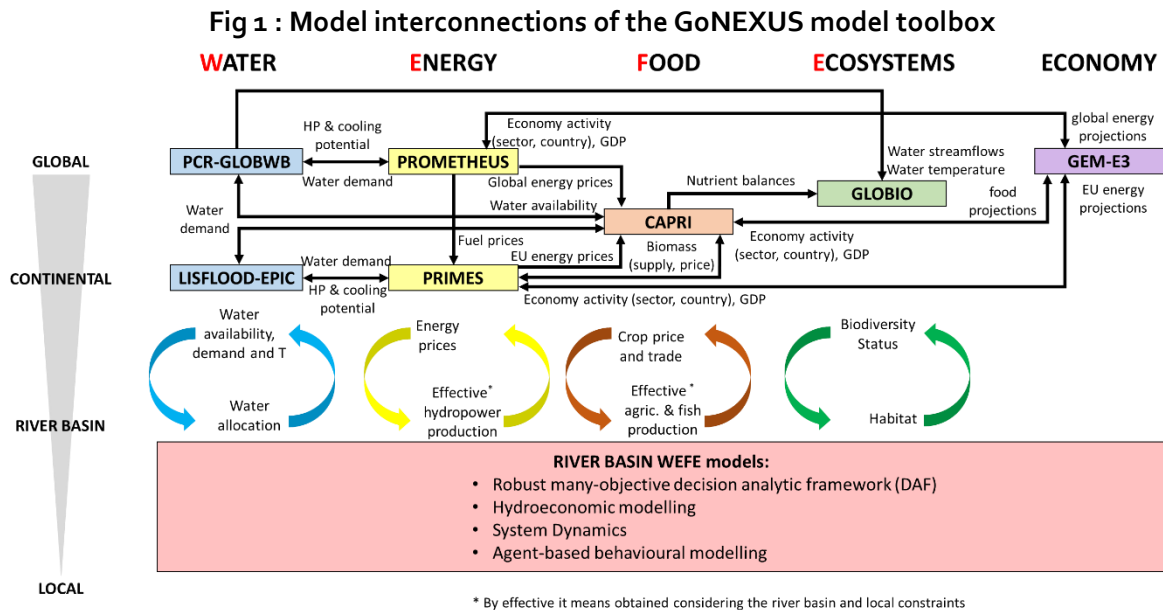 Fig 1 : Model interconnections of the GoNEXUS model toolbox
WATER
ENERGY
FOOD
ECOSYSTEMS
ECONOMY
HP & cooling
potential
Economy activity
(sector, country), GDP
global energy
projections
GLOBAL
PCR-GLOBWB
PROMETHEUS
Water streamflows
Water temperature
GEM-E3
Water demand
Global energy prices
Nutrient balances
GLOBIO
food
projections
EU energy
projections
Water
demand
Water availability
CAPRI
Fuel prices
EU energy prices
Biomass
(supply, price)
Economy activity
(sector, country), GDP
CONTINENTAL
LISFLOOD-EPIC
Water demand
HP & cooling
potential
PRIMES
Economy activity (sector, country), GDP
Water
availability,
demand and T
Energy
prices
Crop price
and trade
Biodiversity
Status
RIVER BASIN
Water
allocation
Effective*
hydropower
production
Effective *
agric. & fish
production
Habitat
RIVER BASIN WEFE models:
• Robust many-objective decision analytic framework (DAF)
• Hydroeconomic modelling
• System Dynamics
• Agent-based behavioural modelling
LOCAL
* By effective it means obtained considering the river basin and local constraints